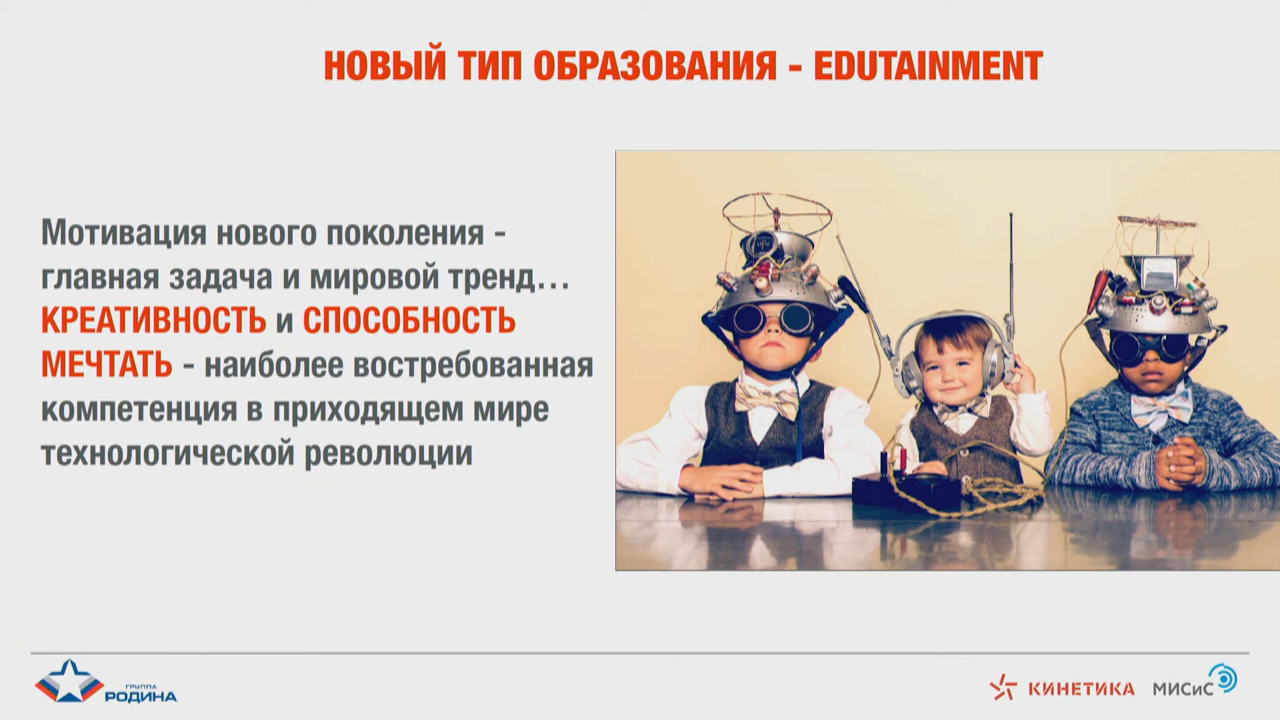 НОВЫЙ ТИП ОБРАЗОВАНИЯ - EDUTAINMENT
Мотивация нового поколения -
главная задача и мировой тренд...
КРЕАТИВНОСТЬ и СПОСОБНОСТЬ
МЕЧТАТЬ - наиболее востребованная
компетенция в приходящем мире
технологической революции
ГРУППА
РОДИНА
КИНЕТИКА
МИСиС